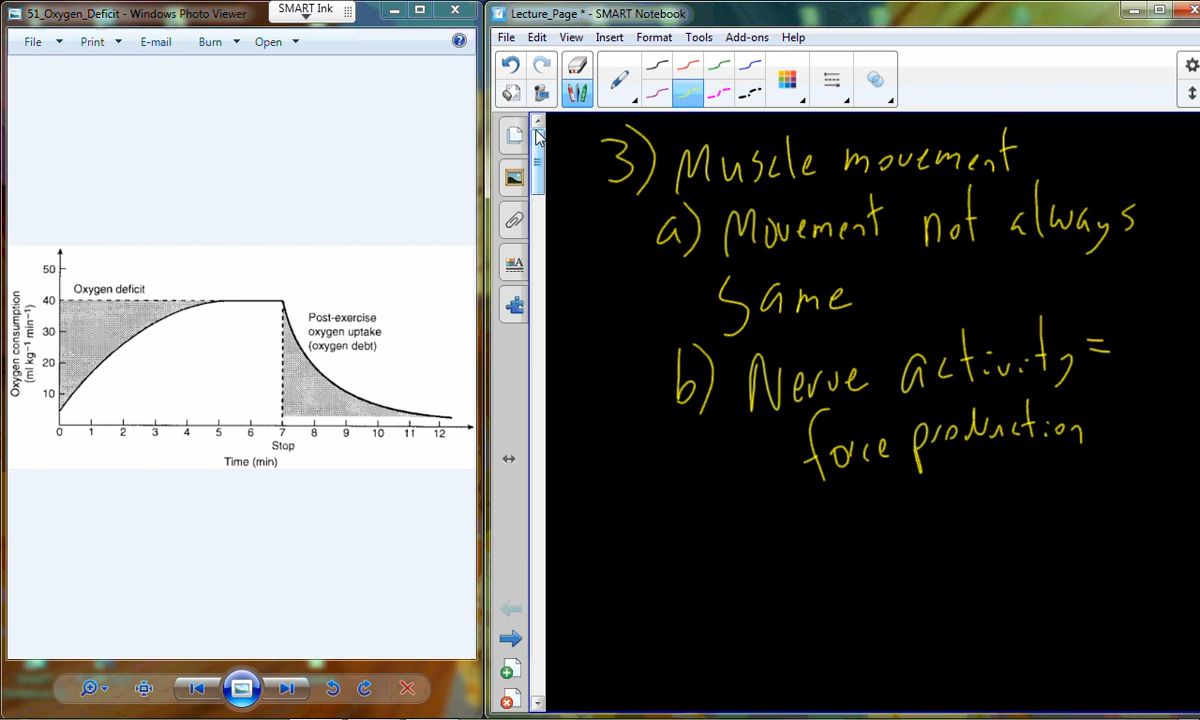 51_Oxygen_Deficit - Windows Photo Viewer
SMART Ink
File Print E-mail Burn Open
50
40
30
20
10
Oxygen consumption
(ml kg⁻¹ min⁻¹)
Oxygen deficit
Post-exercise
oxygen uptake
(oxygen debt)
0 1 2 3 4 5 6 7 8 9 10 11 12
Stop
Time (min)
Lecture_Page * - SMART Notebook
File Edit View Insert Format Tools Add-ons Help
3) Muscle movement
a) Movement not always
same
b) Nerve activity =
force production